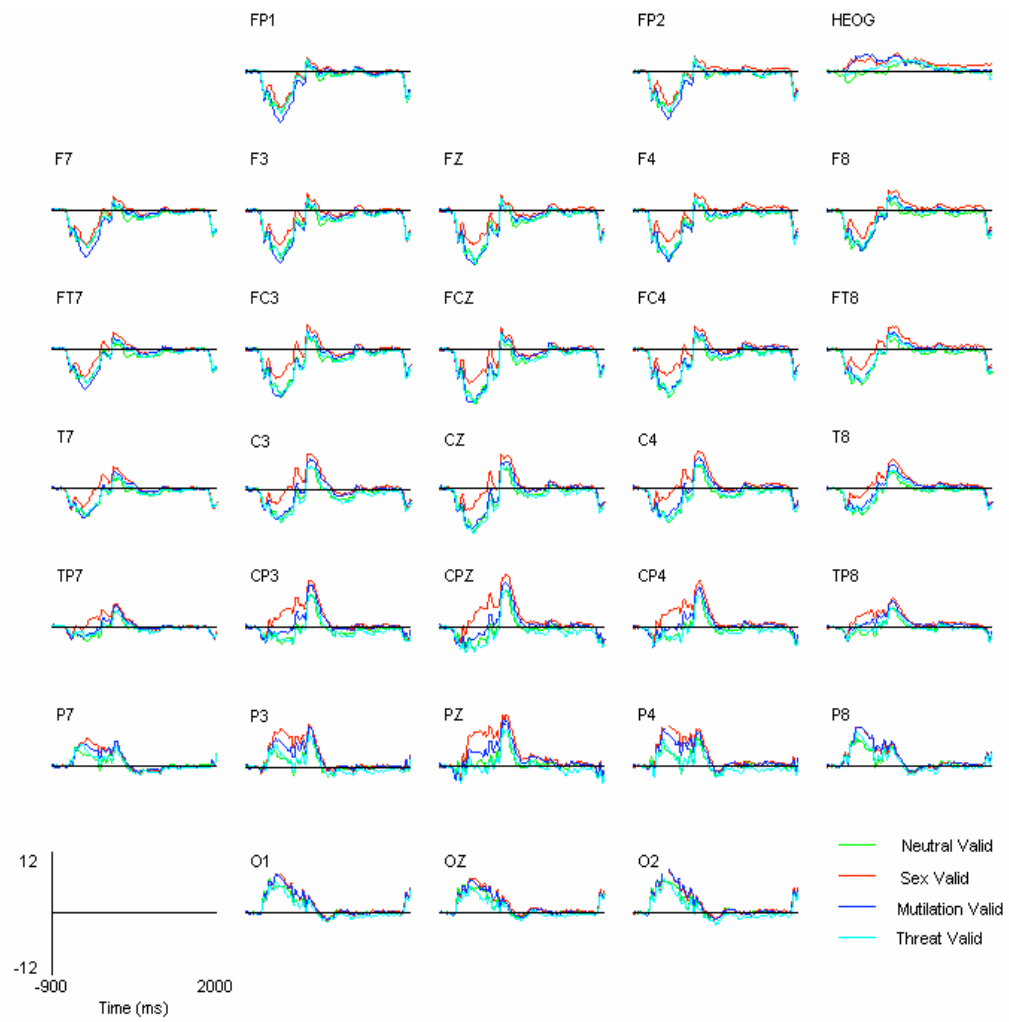 FP1 FP2 HEOG
F7 F3 FZ F4 F8
FT7 FC3 FCZ FC4 FT8
T7 C3 CZ C4 T8
TP7 CP3 CPZ CP4 TP8
P7 P3 PZ P4 P8
O1 OZ O2
12
-12
-900 2000
Time (ms)
Neutral Valid
Sex Valid
Mutilation Valid
Threat Valid